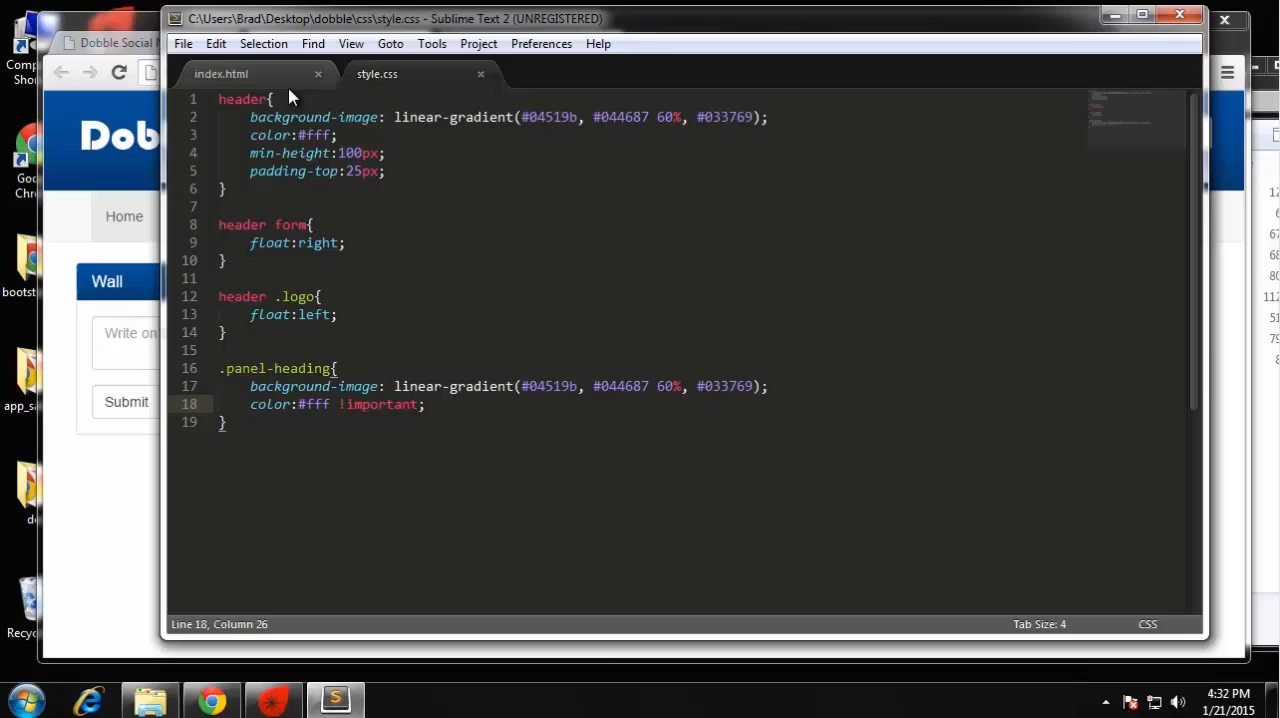 C:\Users\Brad\Desktop\dobble\css\style.css - Sublime Text 2 (UNREGISTERED)
File Edit Selection Find View Goto Tools Project Preferences Help
Dobble Social
index.html style.css
1 header{
2 background-image: linear-gradient(#04519b, #044687 60%, #033769);
3 color:#fff;
4 min-height:100px;
5 padding-top:25px;
6 }
7
8 header form{
9 float:right;
10 }
11
12 header .logo{
13 float:left;
14 }
15
16 .panel-heading{
17 background-image: linear-gradient(#04519b, #044687 60%, #033769);
18 color:#fff !important;
19 }
Line 18, Column 26 Tab Size: 4 CSS
Dob
Home
Wall
Write on
Submit
Comp
Shor
Goo
Chr
bootst
app_sa
Recyc
4:32 PM
1/21/2015